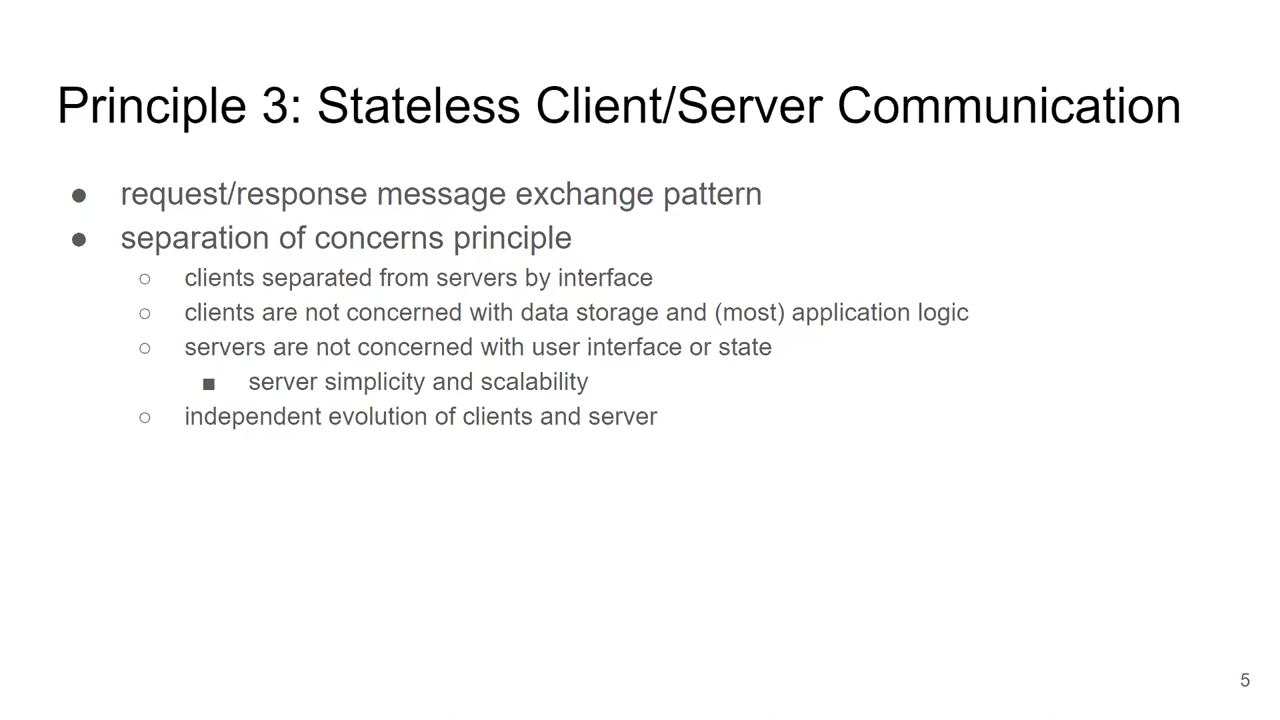 Principle 3: Stateless Client/Server Communication
● request/response message exchange pattern
● separation of concerns principle
○ clients separated from servers by interface
○ clients are not concerned with data storage and (most) application logic
○ servers are not concerned with user interface or state
■ server simplicity and scalability
○ independent evolution of clients and server
5